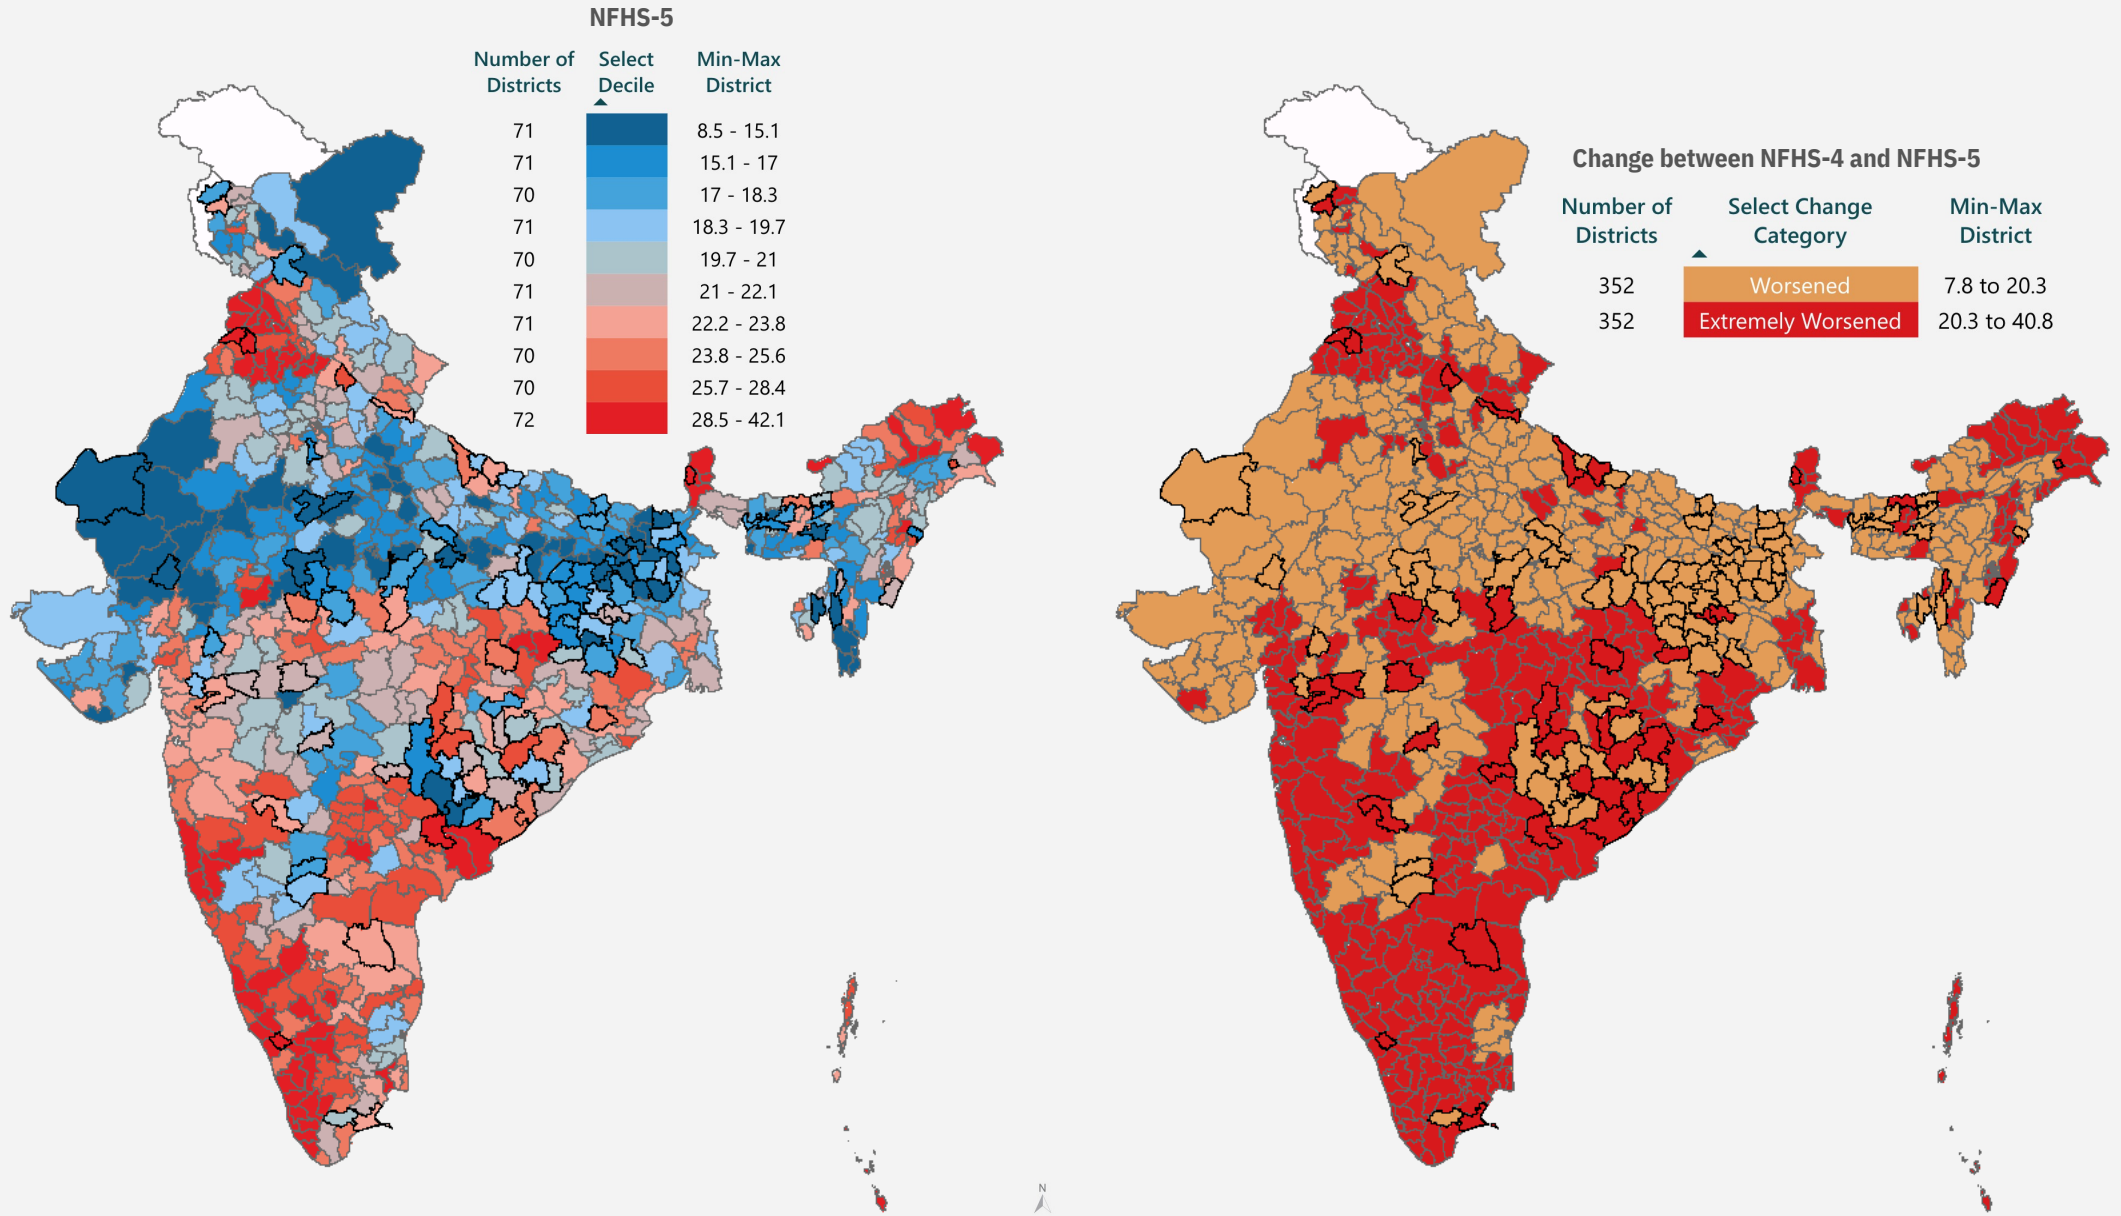 NFHS-5
Number of Districts Select Decile Min-Max District
71 8.5 - 15.1
71 15.1 - 17
70 17 - 18.3
71 18.3 - 19.7
70 19.7 - 21
71 21 - 22.1
71 22.2 - 23.8
70 23.8 - 25.6
70 25.7 - 28.4
72 28.5 - 42.1
Change between NFHS-4 and NFHS-5
Number of Districts Select Change Category Min-Max District
352 Worsened 7.8 to 20.3
352 Extremely Worsened 20.3 to 40.8
N